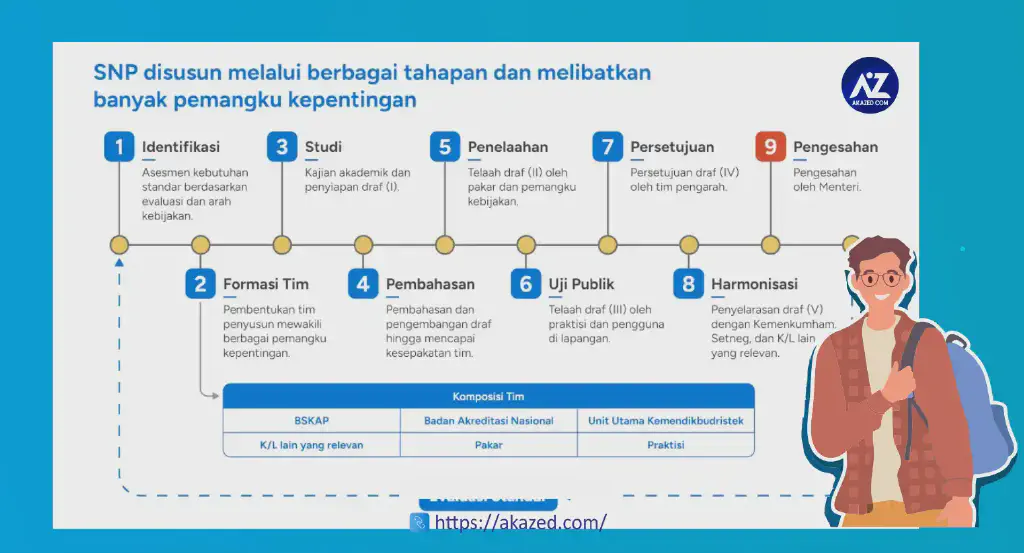 SNP disusun melalui berbagai tahapan dan melibatkan
banyak pemangku kepentingan
AZ
AKAZED.COM
1 Identifikasi
Asesmen kebutuhan
standar berdasarkan
evaluasi dan arah
kebijakan.
3 Studi
Kajian akademik dan
penyiapan draf (I).
5 Penelaahan
Telaah draf (II) oleh
pakar dan pemangku
kebijakan.
7 Persetujuan
Persetujuan draf (IV)
oleh tim pengarah.
9 Pengesahan
Pengesahan
oleh Menteri.
2 Formasi Tim
Pembentukan tim
penyusun mewakili
berbagai pemangku
kepentingan.
4 Pembahasan
Pembahasan dan
pengembangan draf
hingga mencapai
kesepakatan tim.
6 Uji Publik
Telaah draf (III) oleh
praktisi dan pengguna
di lapangan.
8 Harmonisasi
Penyelarasan draf (V)
dengan Kemenkumham,
Setneg, dan K/L lain
yang relevan.
Komposisi Tim
BSKAP
Badan Akreditasi Nasional
Unit Utama Kemendikbudristek
K/L lain yang relevan
Pakar
Praktisi
https://akazed.com/